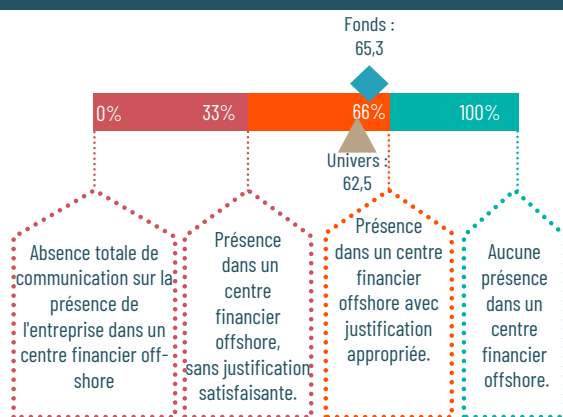 Fonds :
65,3
0%
33%
66%
100%
Univers :
62,5
Absence totale de
communication sur la
présence de
l'entreprise dans un
centre financier off-
shore
Présence
dans un
centre
financier
offshore,
sans justification
satisfaisante.
Présence
dans un centre
financier
offshore avec
justification
appropriée.
Aucune
présence
dans un
centre
financier
offshore.